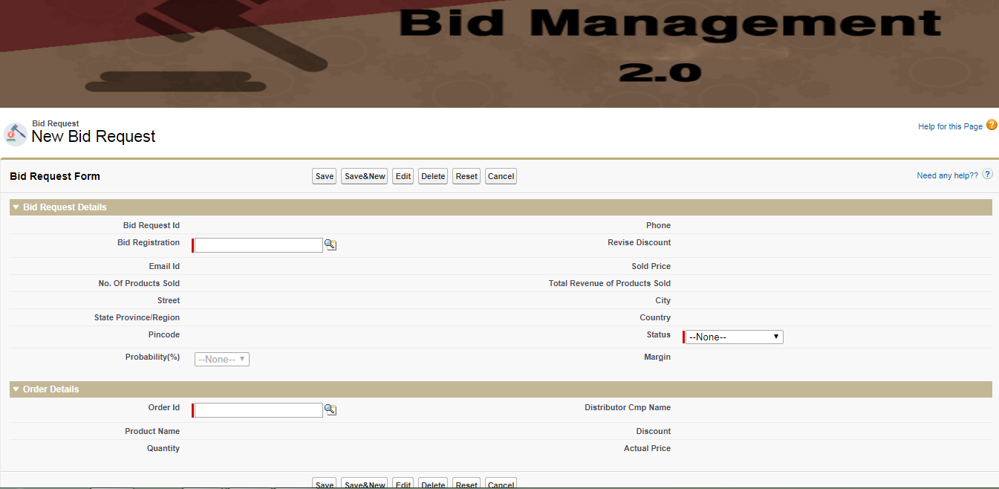 Bid Management
2.0
Bid Request
New Bid Request
Help for this Page ?
Bid Request Form
Save Save&New Edit Delete Reset Cancel
Need any help?? ?
Bid Request Details
Bid Request Id Phone
Bid Registration Revise Discount
Email Id Sold Price
No. Of Products Sold Total Revenue of Products Sold
Street City
State Province/Region Country
Pincode Status --None--
Probability(%) --None-- Margin
Order Details
Order Id Distributor Cmp Name
Product Name Discount
Quantity Actual Price
Save Save&New Edit Delete Reset Cancel